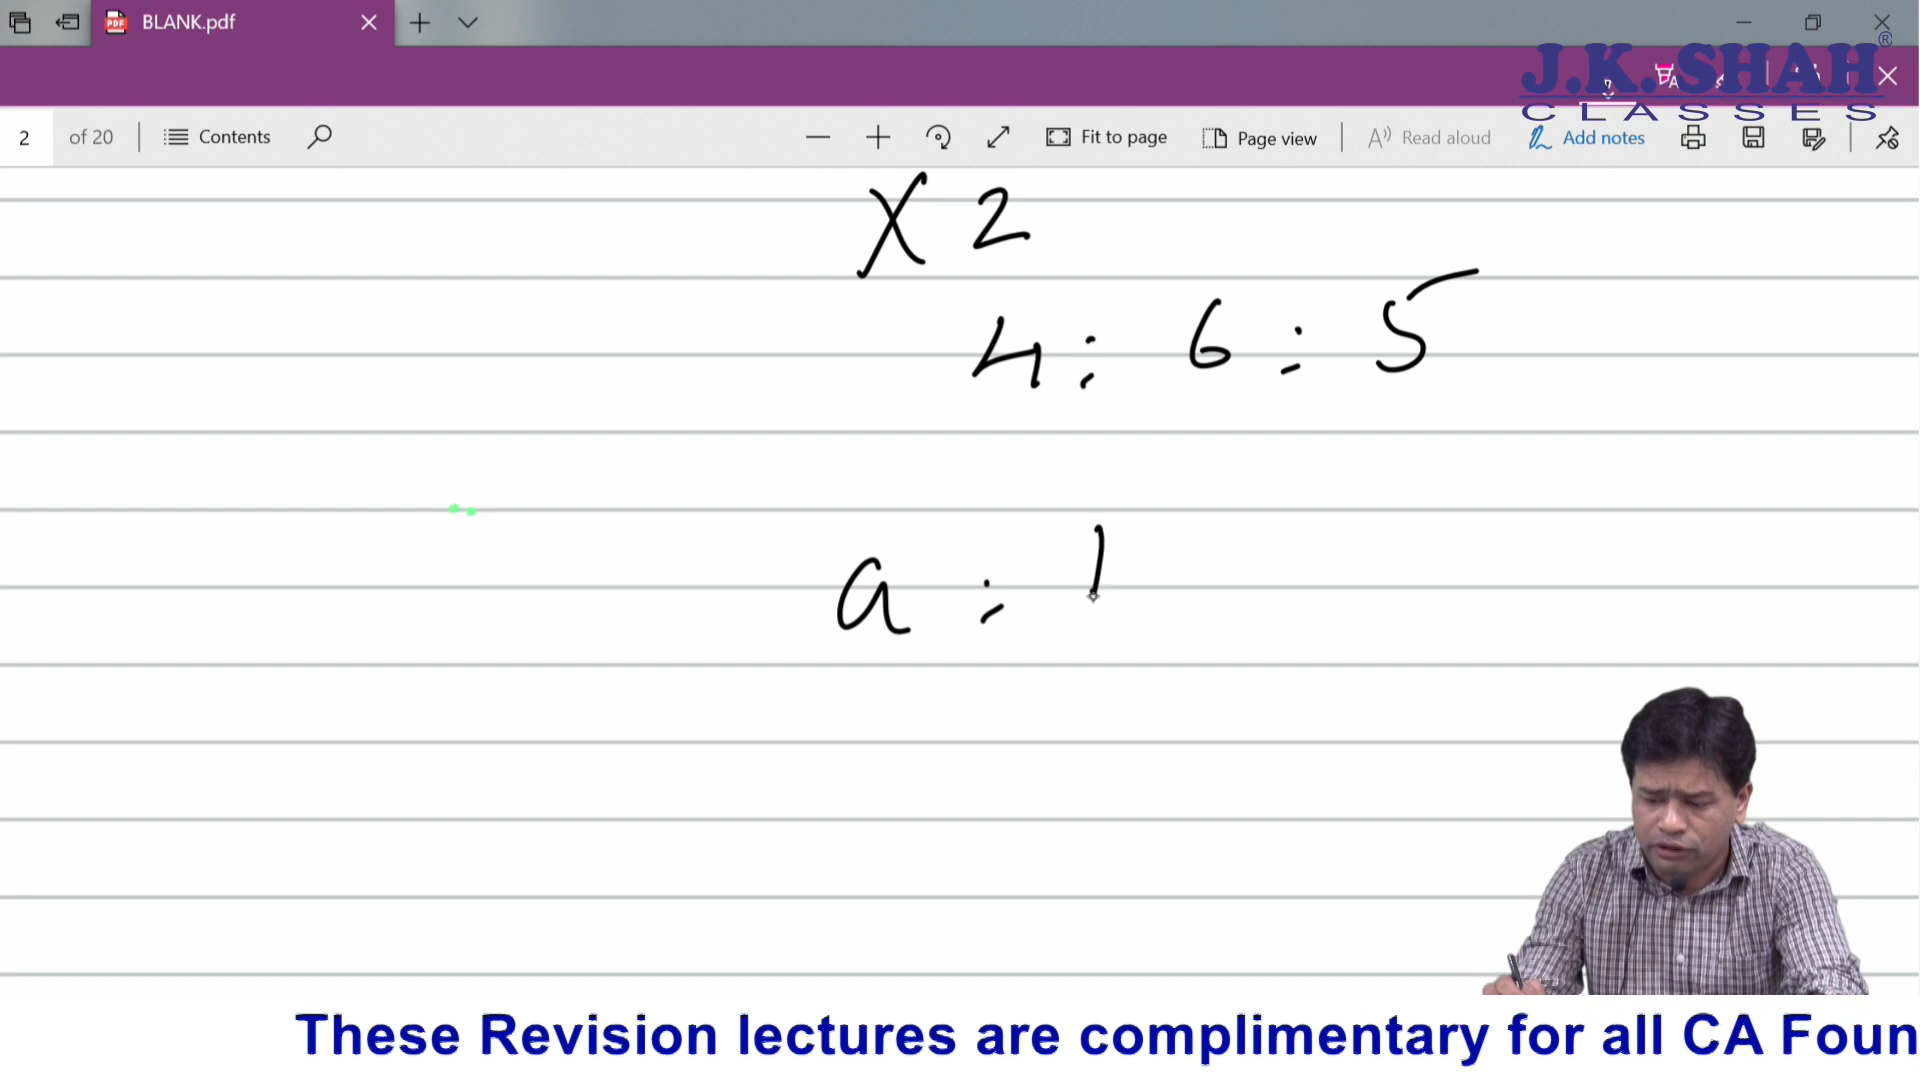 BLANK.pdf
J.K.SHAH®
CLASSES
2 of 20 Contents Fit to page Page view Read aloud Add notes
X 2
4 : 6 : 5
a :
These Revision lectures are complimentary for all CA Foun